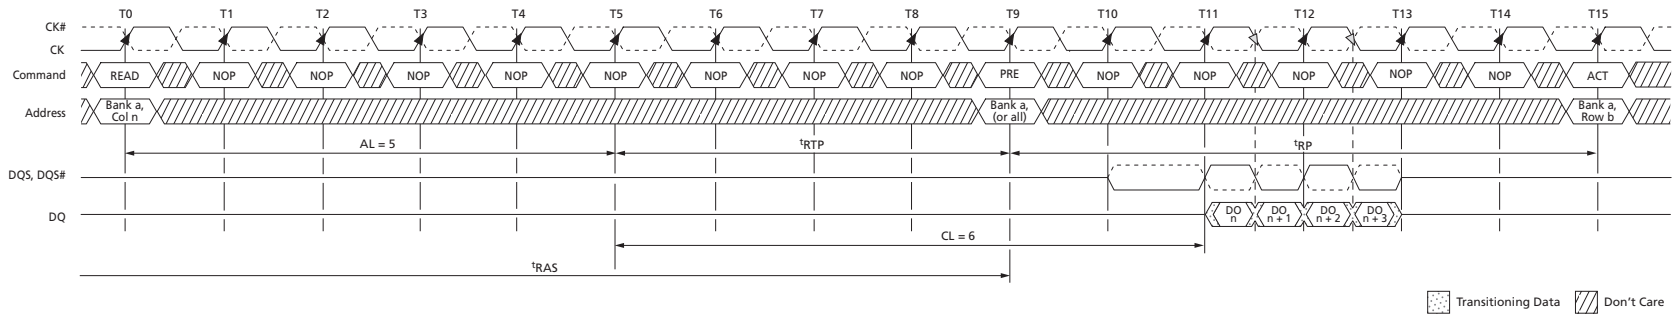 T0 T1 T2 T3 T4 T5 T6 T7 T8 T9 T10 T11 T12 T13 T14 T15
CK#
CK
Command READ NOP NOP NOP NOP NOP NOP NOP NOP PRE NOP NOP NOP NOP NOP ACT
Address
Bank a,
Col n
Bank a,
(or all)
Bank a,
Row b
AL = 5 tRTP tRP
DQS, DQS#
DQ
DO
n
DO
n + 1
DO
n + 2
DO
n + 3
CL = 6
tRAS
Transitioning Data Don't Care